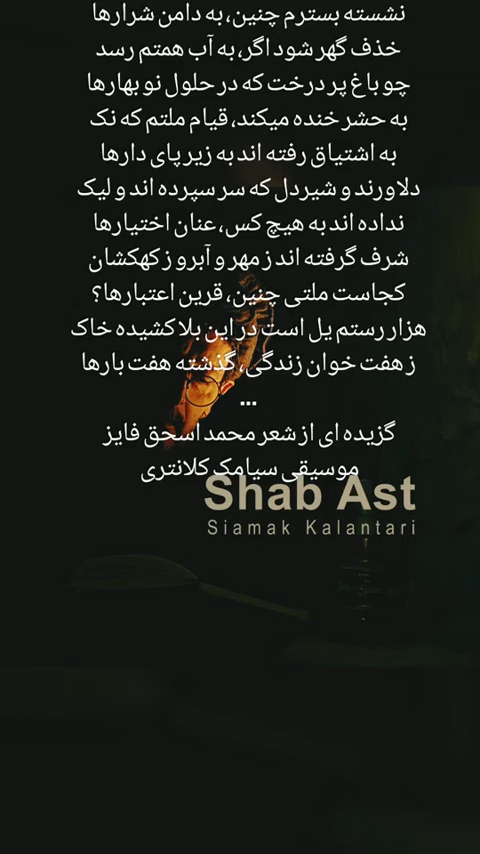 نشسته بسترم چنین، به دامن شرارها
خذف گهر شود اگر، به آب همتم رسد
چو باغ پر درخت که در حلول نو بهارها
به حشر خنده میکند، قیام ملتم که نک
به اشتیاق رفته اند به زیر پای دارها
دلاورند و شیردل که سر سپرده اند و لیک
نداده اند به هیچ کس، عنان اختیارها
شرف گرفته اند ز مهر و آبرو ز کهکشان
کجاست ملتی چنین، قرین اعتبارها؟
هزار رستم یل است در این بلا کشیده خاک
ز هفت خوان زندگی، گذشته هفت بارها
...
گزیده ای از شعر محمد اسحق فایز
موسیقی سیامک کلانتری
Shab Ast
Siamak Kalantari